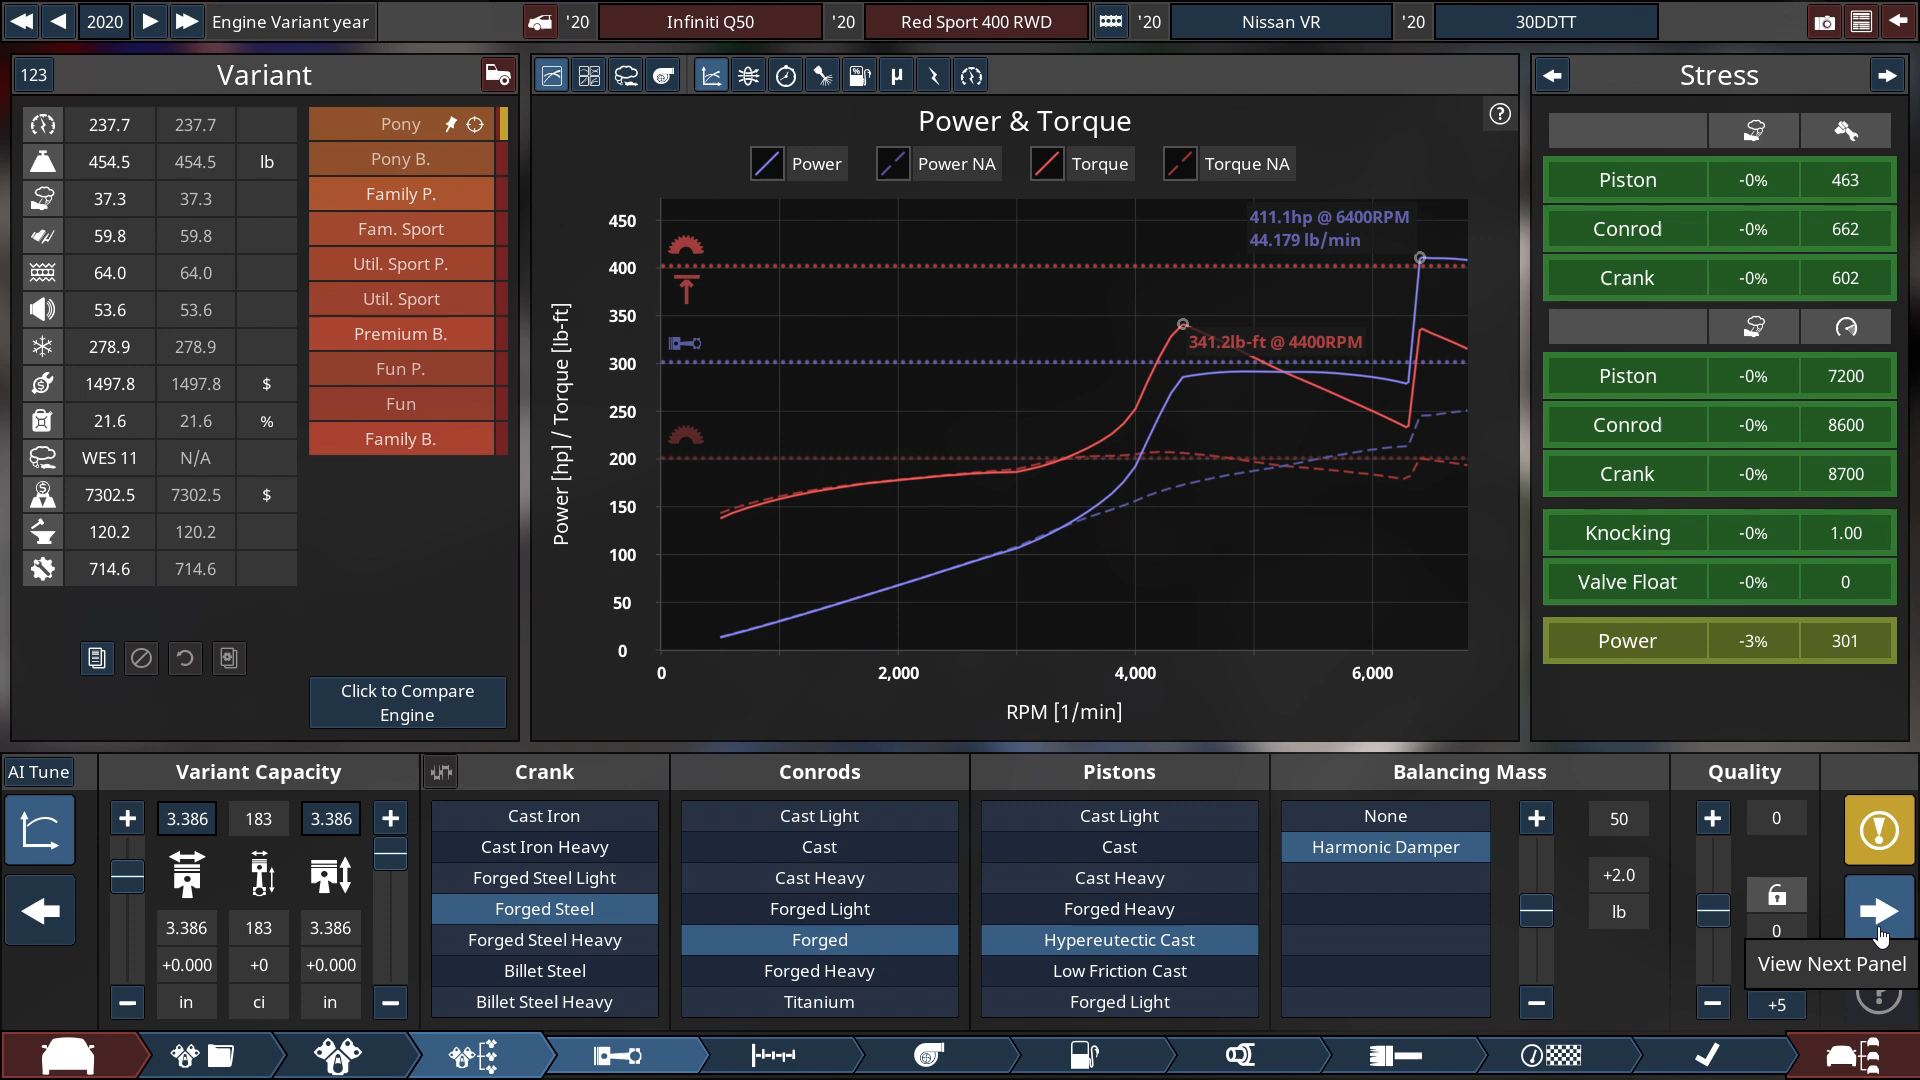 2020 Engine Variant year
'20 Infiniti Q50 '20 Red Sport 400 RWD '20 Nissan VR '20 30DDTT
123 Variant
237.7 237.7
454.5 454.5 lb
37.3 37.3
59.8 59.8
64.0 64.0
53.6 53.6
278.9 278.9
1497.8 1497.8 $
21.6 21.6 %
WES 11 N/A
7302.5 7302.5 $
120.2 120.2
714.6 714.6
Pony
Pony B.
Family P.
Fam. Sport
Util. Sport P.
Util. Sport
Premium B.
Fun P.
Fun
Family B.
Click to Compare
Engine
Power & Torque
?
Power Power NA Torque Torque NA
Power [hp] / Torque [lb-ft]
450
400
350
300
250
200
150
100
50
0
411.1hp @ 6400RPM
44.179 lb/min
341.2lb-ft @ 4400RPM
0 2,000 4,000 6,000
RPM [1/min]
Stress
Piston -0% 463
Conrod -0% 662
Crank -0% 602
Piston -0% 7200
Conrod -0% 8600
Crank -0% 8700
Knocking -0% 1.00
Valve Float -0% 0
Power -3% 301
AI Tune
Variant Capacity
3.386 183 3.386
3.386 183 3.386
+0.000 +0 +0.000
in ci in
Crank
Cast Iron
Cast Iron Heavy
Forged Steel Light
Forged Steel
Forged Steel Heavy
Billet Steel
Billet Steel Heavy
Conrods
Cast Light
Cast
Cast Heavy
Forged Light
Forged
Forged Heavy
Titanium
Pistons
Cast Light
Cast
Cast Heavy
Forged Heavy
Hypereutectic Cast
Low Friction Cast
Forged Light
Balancing Mass
None
Harmonic Damper
50
+2.0
lb
Quality
0
0
+5
View Next Panel
?